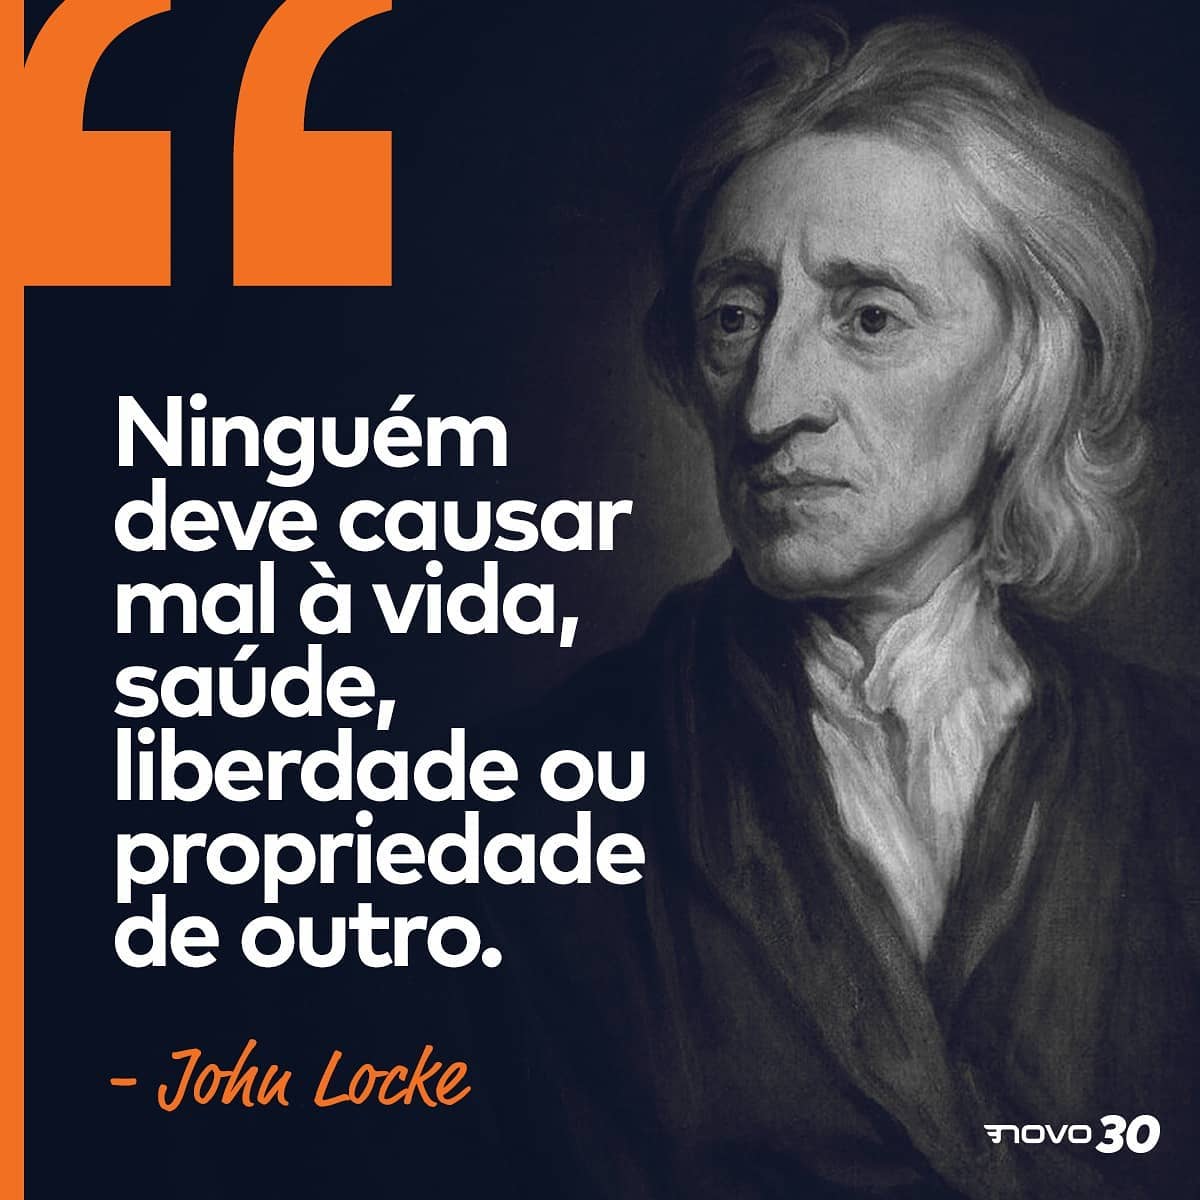 “
Ninguém
deve causar
mal à vida,
saúde,
liberdade ou
propriedade
de outro.
- John Locke
novo 30